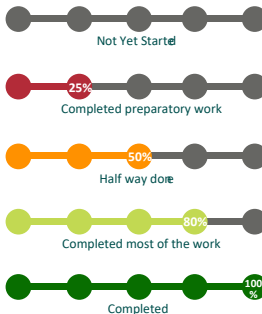 Not Yet Started
25%
Completed preparatory work
50%
Half way done
80%
Completed most of the work
100
%
Completed